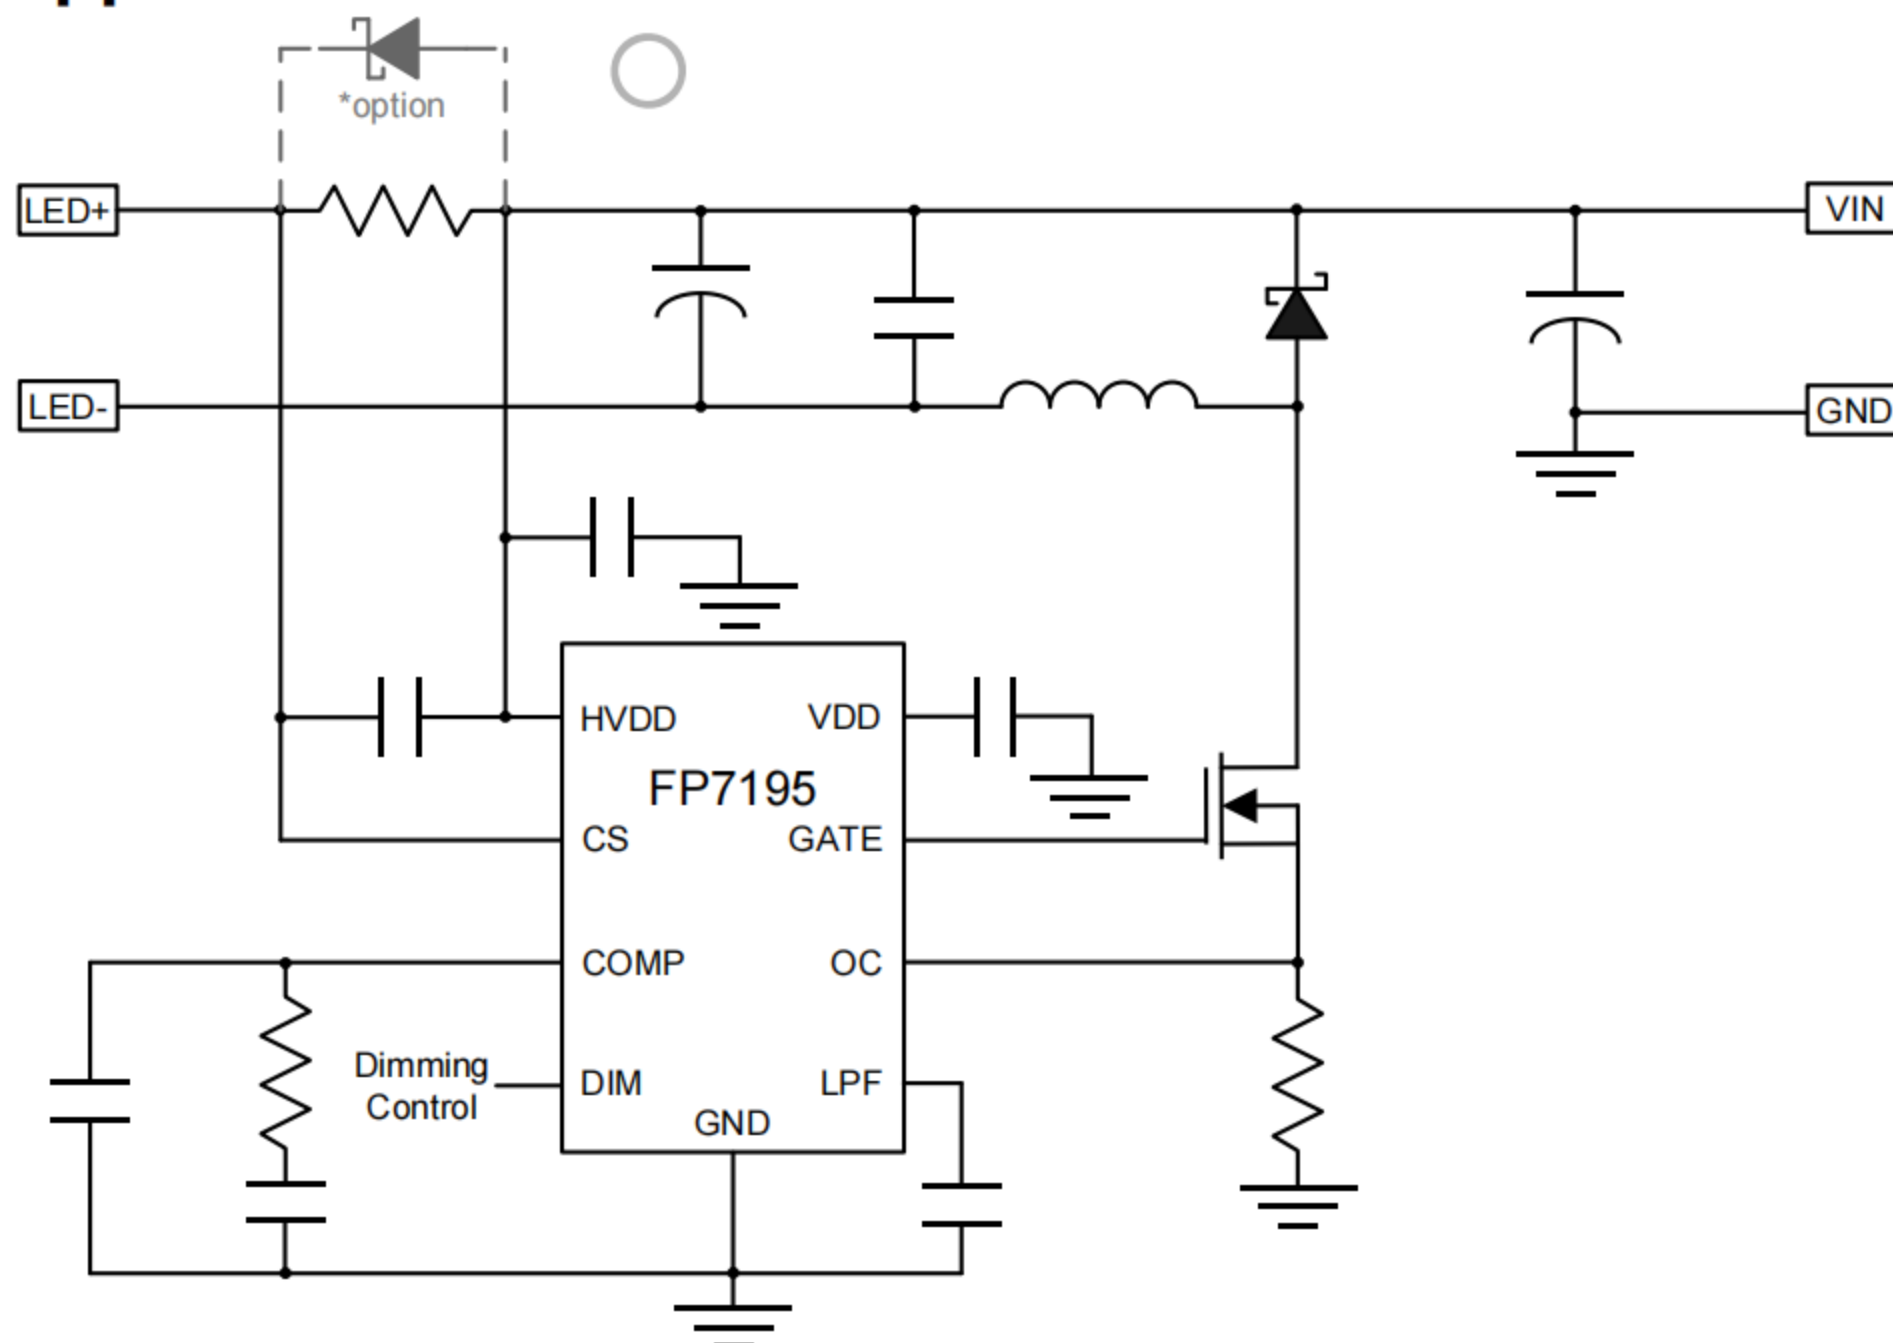 *option
LED+
VIN
LED-
GND
HVDD
VDD
FP7195
CS
GATE
COMP
OC
Dimming
Control
DIM
LPF
GND